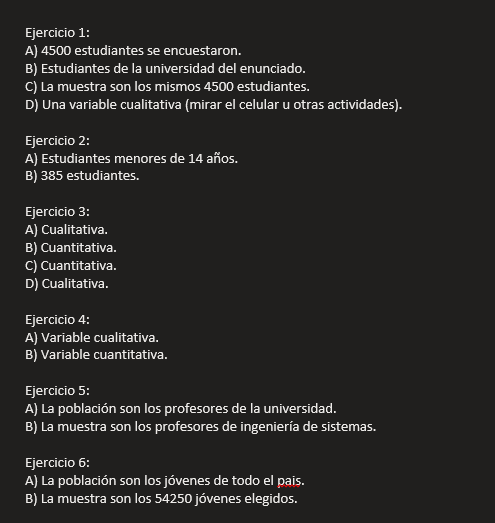 Ejercicio 1:
A) 4500 estudiantes se encuestaron.
B) Estudiantes de la universidad del enunciado.
C) La muestra son los mismos 4500 estudiantes.
D) Una variable cualitativa (mirar el celular u otras actividades).
Ejercicio 2:
A) Estudiantes menores de 14 años.
B) 385 estudiantes.
Ejercicio 3:
A) Cualitativa.
B) Cuantitativa.
C) Cuantitativa.
D) Cualitativa.
Ejercicio 4:
A) Variable cualitativa.
B) Variable cuantitativa.
Ejercicio 5:
A) La población son los profesores de la universidad.
B) La muestra son los profesores de ingeniería de sistemas.
Ejercicio 6:
A) La población son los jóvenes de todo el pais.
B) La muestra son los 54250 jóvenes elegidos.